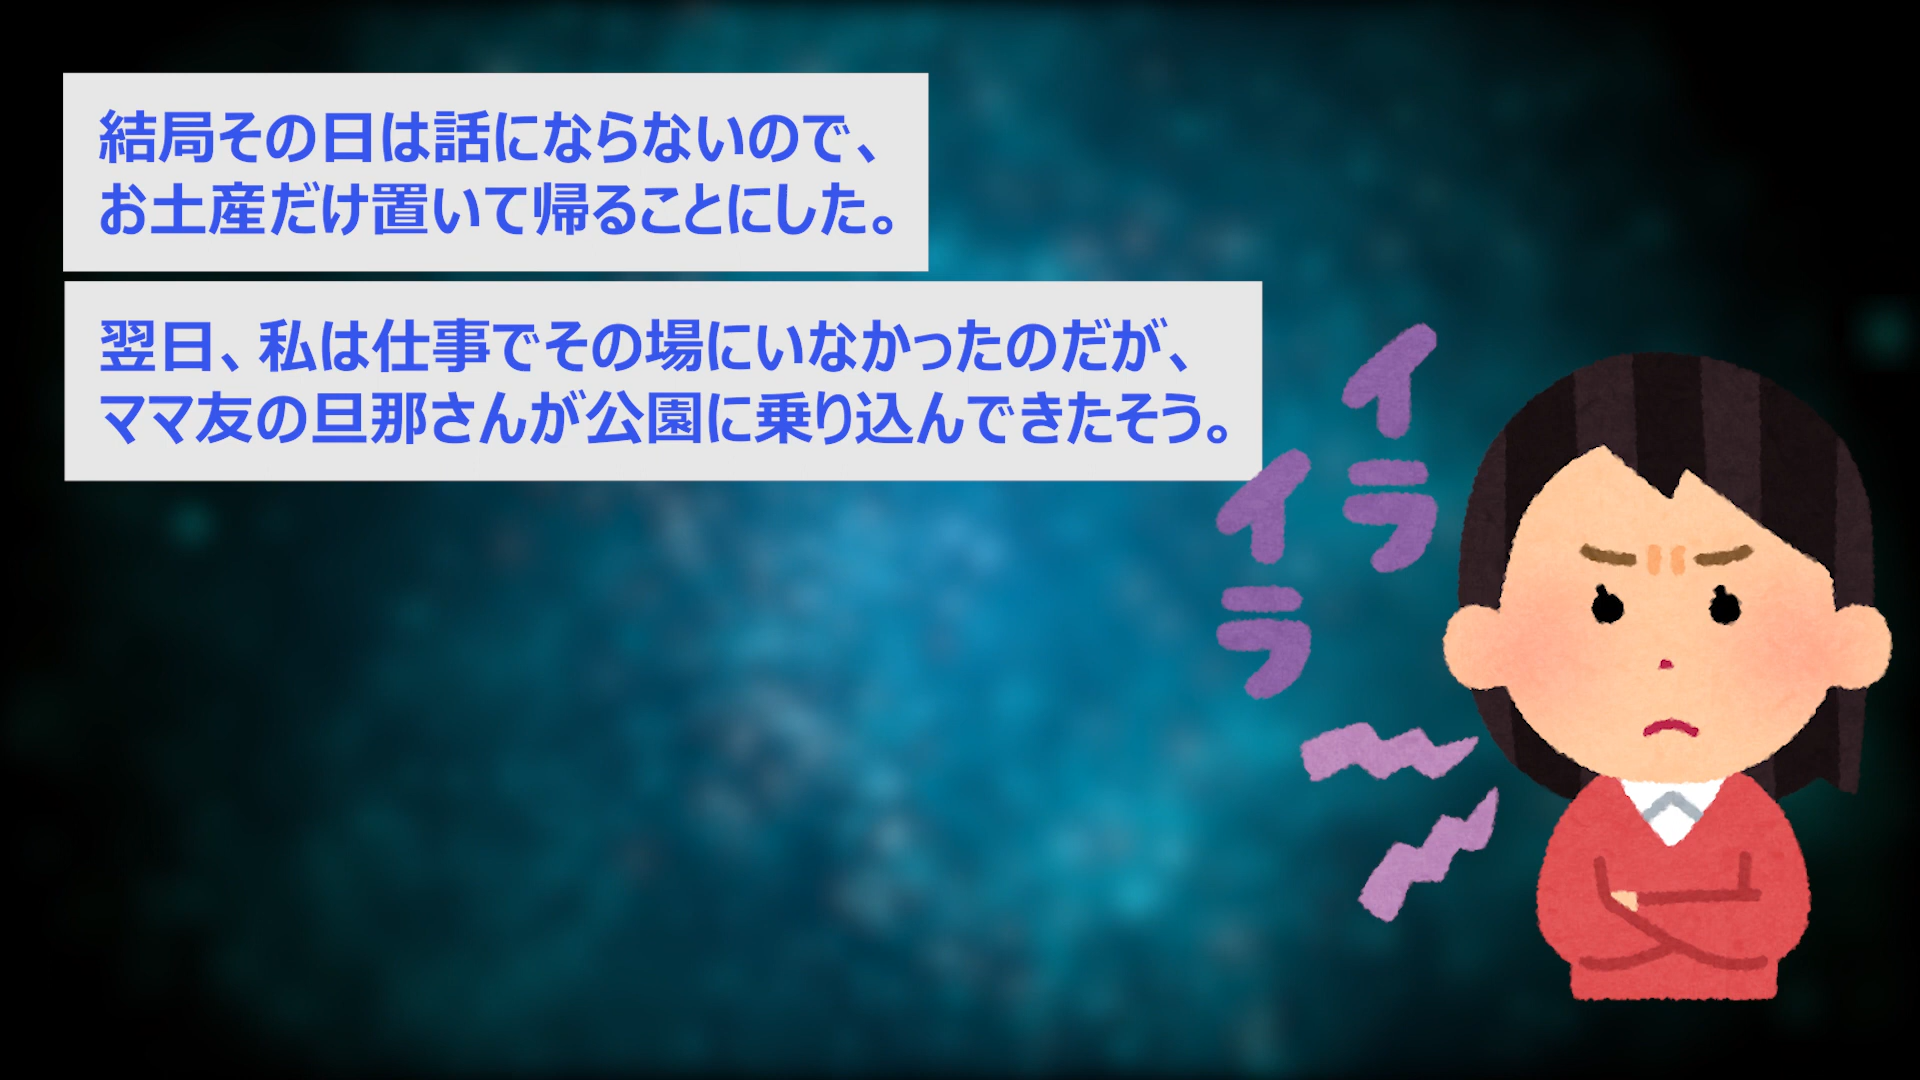 結局その日は話にならないので、
お土産だけ置いて帰ることにした。
翌日、私は仕事でその場にいなかったのだが、
ママ友の旦那さんが公園に乗り込んできたそう。
イラ
イラ